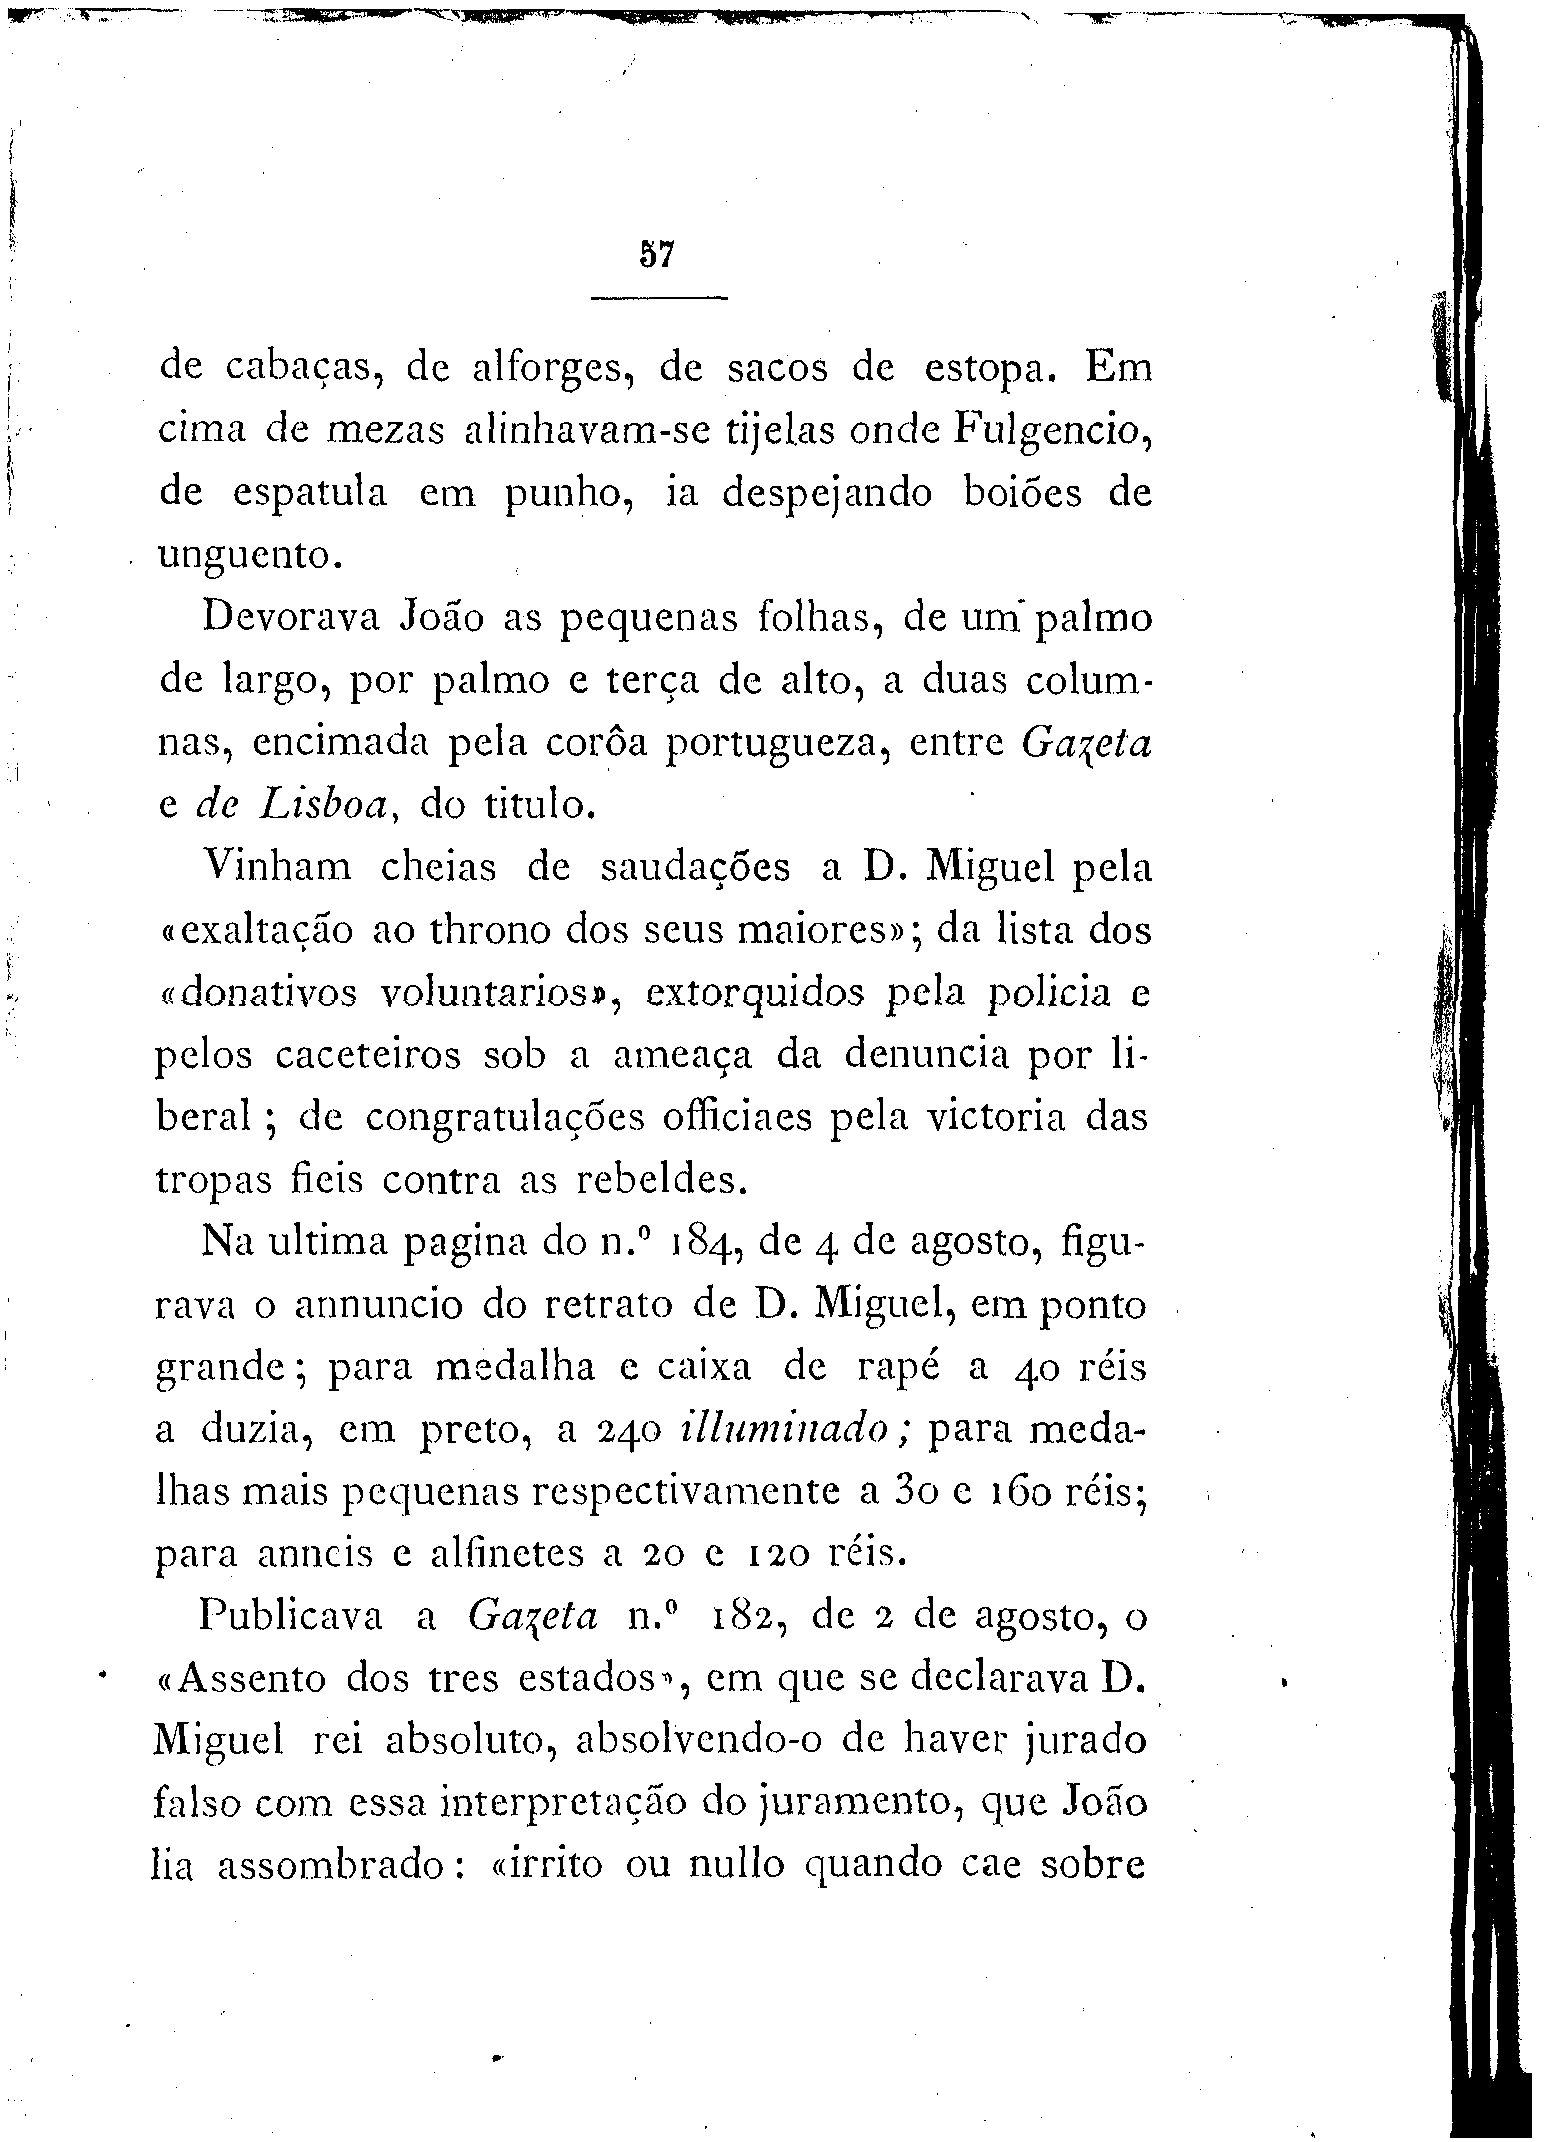 57
de cabaças, de alforges, de sacos de estopa. Em
cima de mezas alinhavam-se tijelas onde Fulgencio,
de espatula em punho, ia despejando boiões de
unguento.
Devorava João as pequenas folhas, de um palmo
de largo, por palmo e terça de alto, a duas colum-
nas, encimada pela corôa portugueza, entre Gazeta
e de Lisboa, do titulo.
Vinham cheias de saudações a D. Miguel pela
«exaltação ao throno dos seus maiores»; da lista dos
«donativos voluntarios», extorquidos pela policia e
pelos caceteiros sob a ameaça da denuncia por li-
beral ; de congratulações officiaes pela victoria das
tropas fieis contra as rebeldes.
Na ultima pagina do n.º 184, de 4 de agosto, figu-
rava o annuncio do retrato de D. Miguel, em ponto
grande ; para medalha e caixa de rapé a 40 réis
a duzia, em preto, a 240 illuminado ; para meda-
lhas mais pequenas respectivamente a 30 e 160 réis;
para anneis e alfinetes a 20 e 120 réis.
Publicava a Gazeta n.º 182, de 2 de agosto, o
«Assento dos tres estados», em que se declarava D.
Miguel rei absoluto, absolvendo-o de haver jurado
falso com essa interpretação do juramento, que João
lia assombrado : «irrito ou nullo quando cae sobre